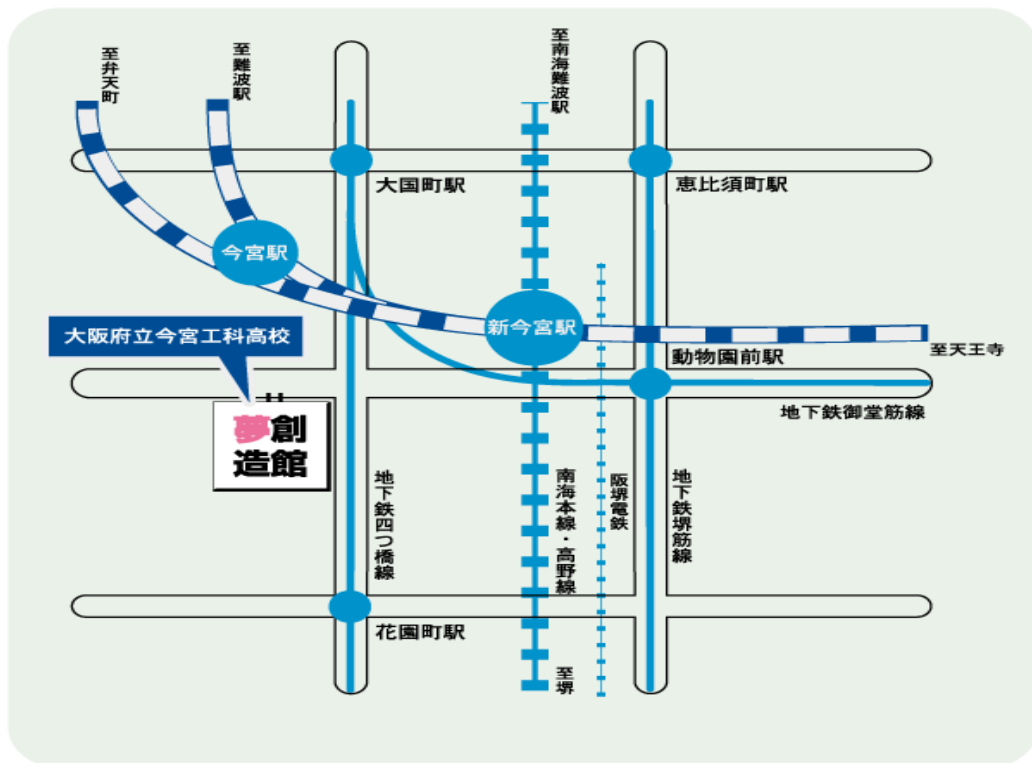 至弁天町
至難波駅
至南海難波駅
大国町駅
恵比須町駅
今宮駅
新今宮駅
大阪府立今宮工科高校
動物園前駅
至天王寺
地下鉄御堂筋線
夢創
造館
地下鉄四つ橋線
南海本線・高野線
阪堺電鉄
地下鉄堺筋線
花園町駅
至堺